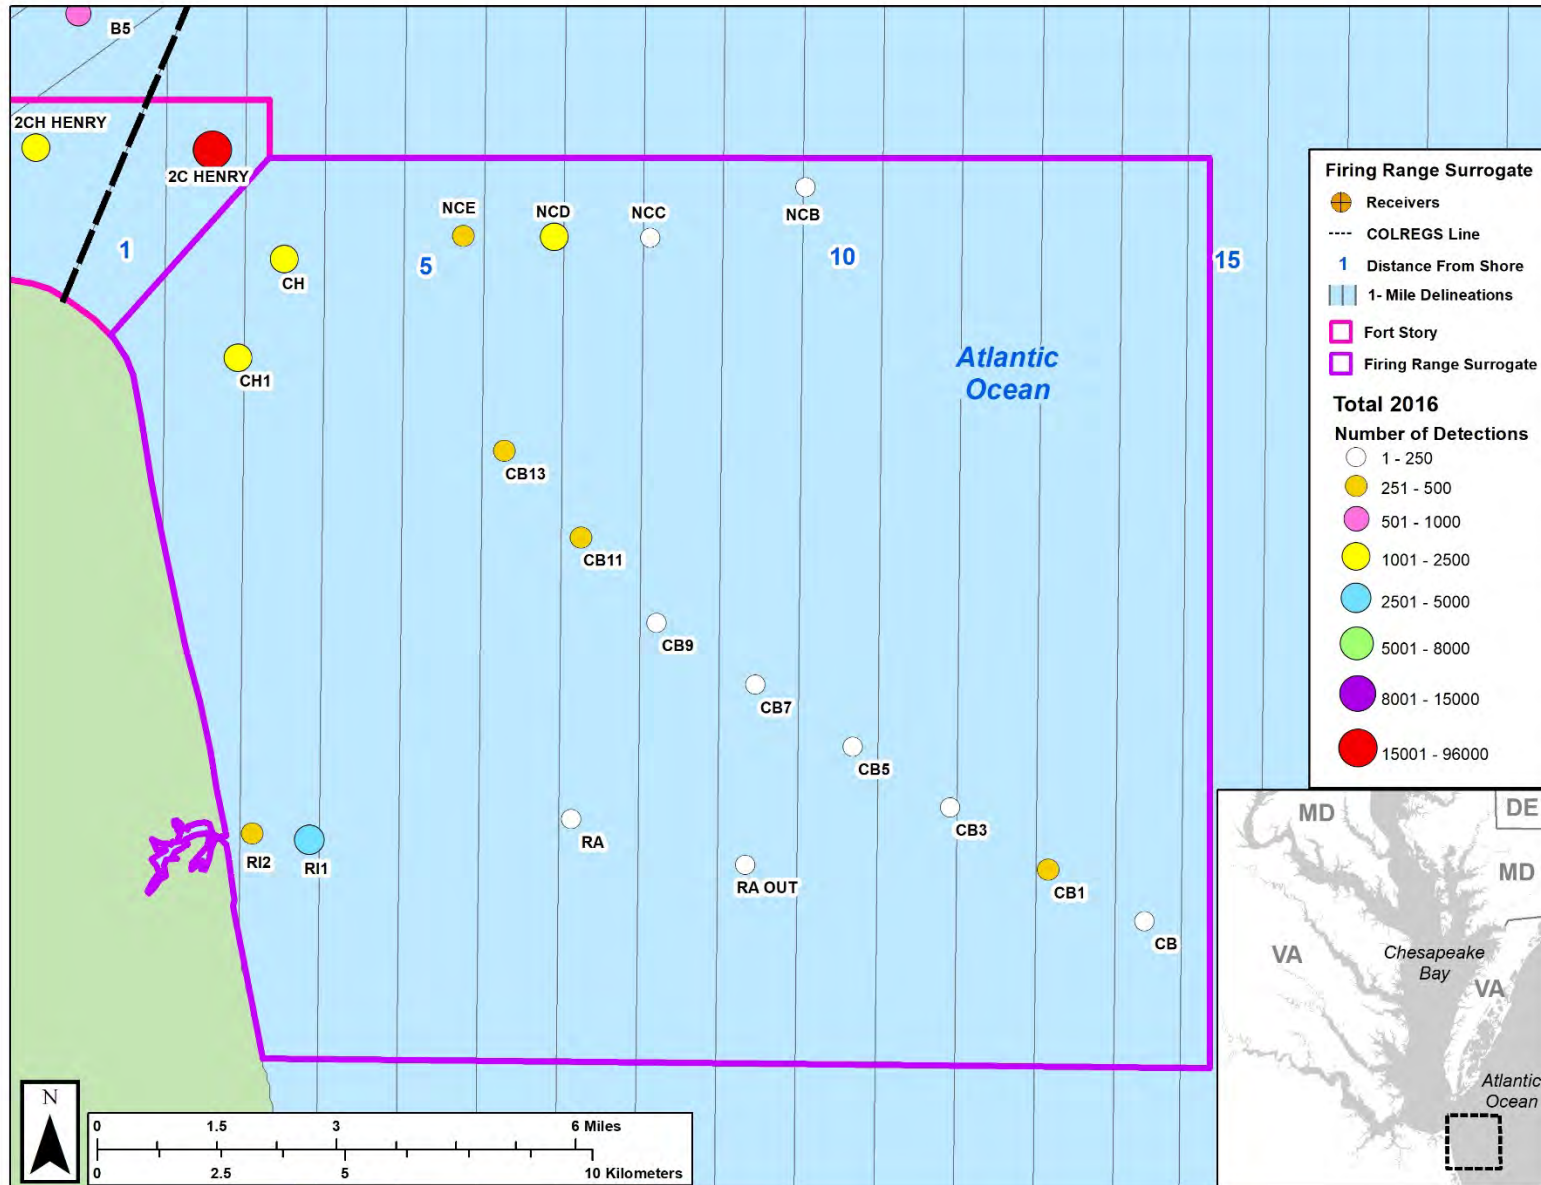 B5
2CH HENRY
2C HENRY
NCB
NCE
NCD
NCC
1
5
10
15
CH
Atlantic
Ocean
CH1
CB13
CB11
CB9
CB7
CB5
CB3
RA
RI2
RI1
RA OUT
CB1
CB
Firing Range Surrogate
Receivers
COLREGS Line
1 Distance From Shore
1- Mile Delineations
Fort Story
Firing Range Surrogate
Total 2016
Number of Detections
1 - 250
251 - 500
501 - 1000
1001 - 2500
2501 - 5000
5001 - 8000
8001 - 15000
15001 - 96000
MD
DE
MD
VA
Chesapeake
Bay
VA
Atlantic
Ocean
N
0 1.5 3 6 Miles
0 2.5 5 10 Kilometers